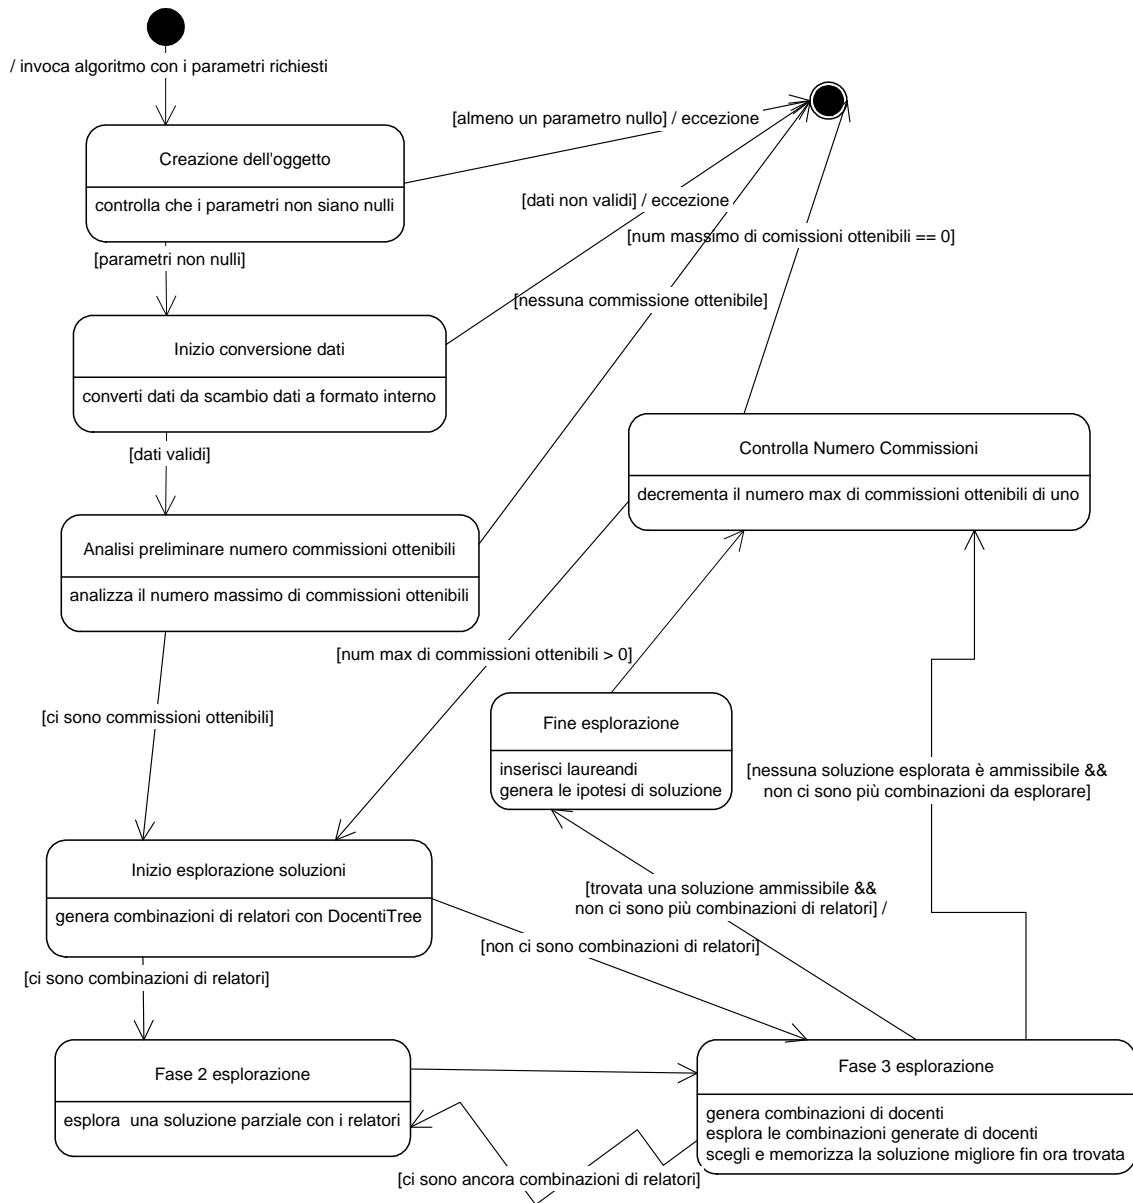 / invoca algoritmo con i parametri richiesti
[almeno un parametro nullo] / eccezione
Creazione dell'oggetto
controlla che i parametri non siano nulli
[dati non validi] / eccezione
[num massimo di comissioni ottenibili == 0]
[parametri non nulli]
[nessuna commissione ottenibile]
Inizio conversione dati
converti dati da scambio dati a formato interno
[dati validi]
Controlla Numero Commissioni
decrementa il numero max di commissioni ottenibili di uno
Analisi preliminare numero commissioni ottenibili
analizza il numero massimo di commissioni ottenibili
[num max di commissioni ottenibili > 0]
[ci sono commissioni ottenibili]
Fine esplorazione
inserisci laureandi
genera le ipotesi di soluzione
[nessuna soluzione esplorata è ammissibile &&
non ci sono più combinazioni da esplorare]
Inizio esplorazione soluzioni
genera combinazioni di relatori con DocentiTree
[trovata una soluzione ammissibile &&
non ci sono più combinazioni di relatori] /
[non ci sono combinazioni di relatori]
[ci sono combinazioni di relatori]
Fase 2 esplorazione
esplora  una soluzione parziale con i relatori
Fase 3 esplorazione
genera combinazioni di docenti
esplora le combinazioni generate di docenti
scegli e memorizza la soluzione migliore fin ora trovata
[ci sono ancora combinazioni di relatori]